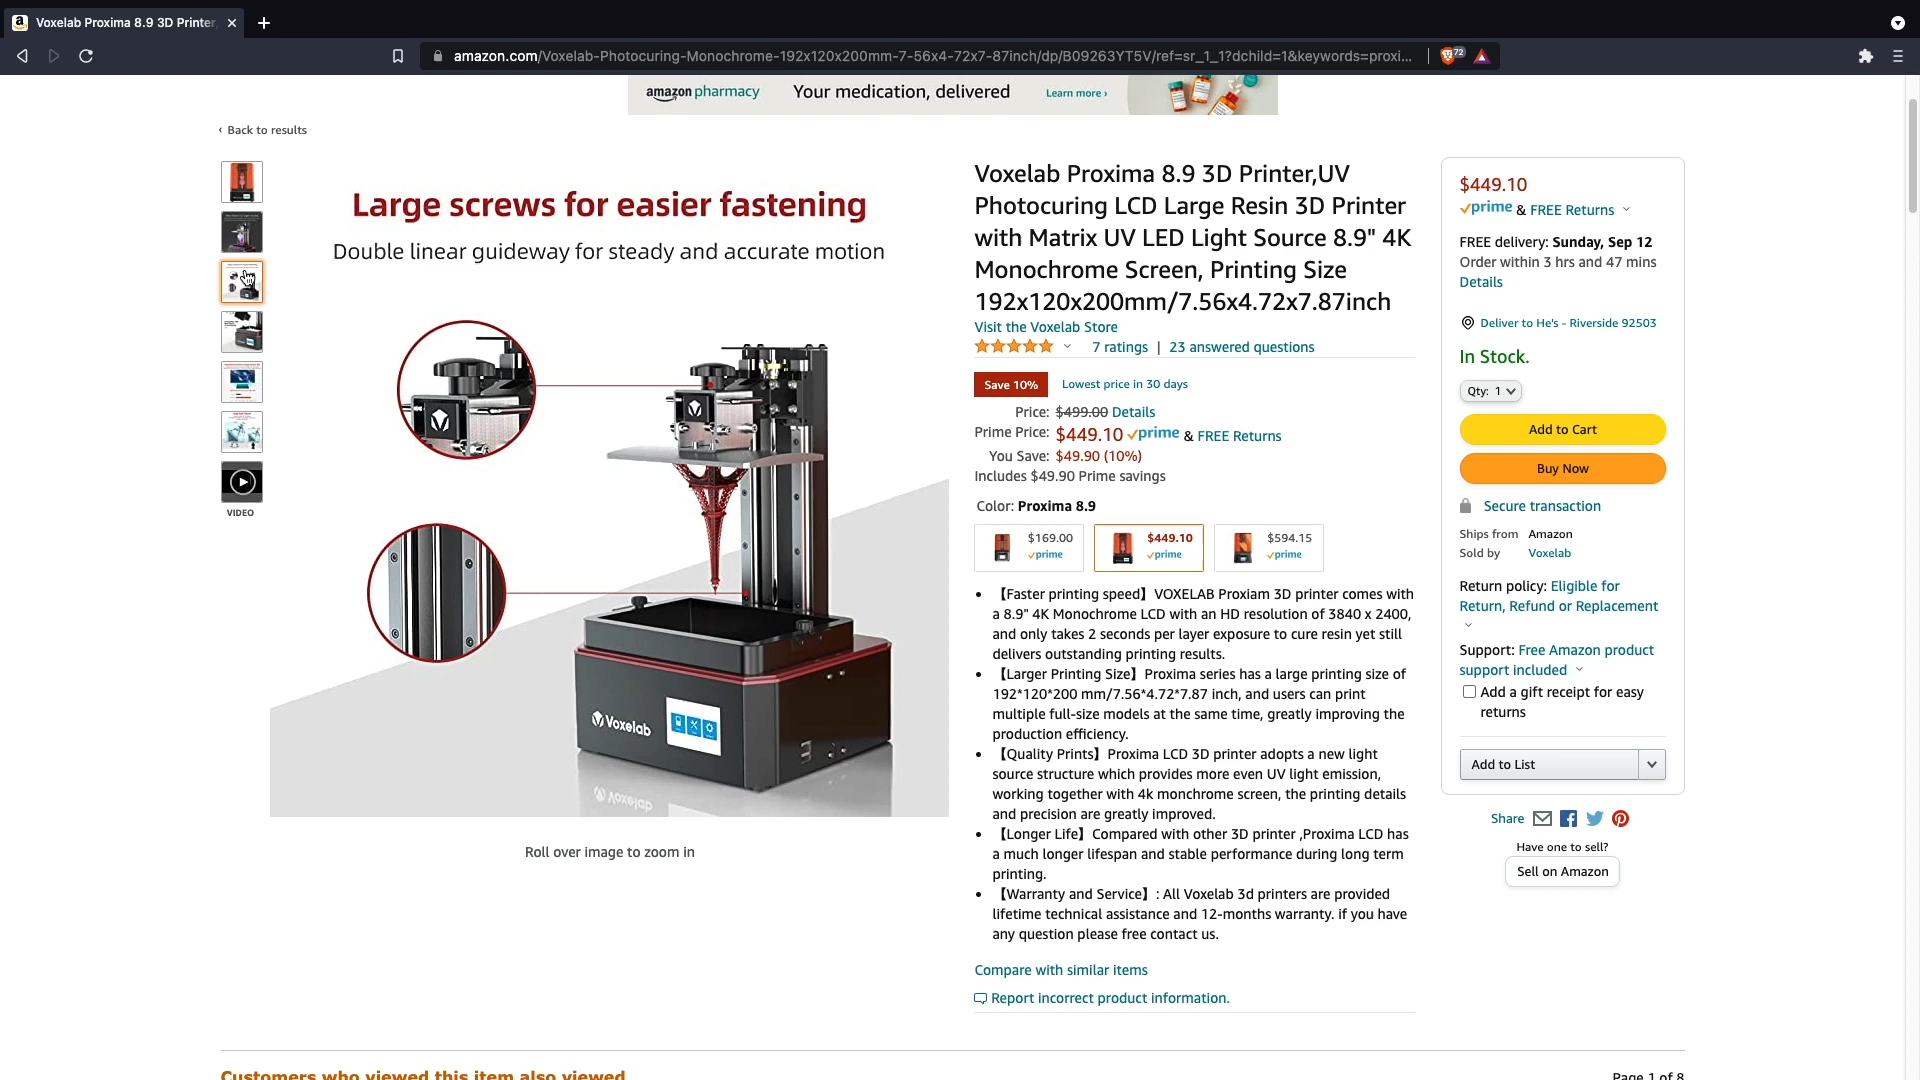 Voxelab Proxima 8.9 3D Printer,
amazon.com/Voxelab-Photocuring-Monochrome-192x120x200mm-7-56x4-72x7-87inch/dp/B09263YT5V/ref=sr_1_1?dchild=1&keywords=proxi...
72
amazon pharmacy Your medication, delivered Learn more ›
‹ Back to results
VIDEO
Large screws for easier fastening
Double linear guideway for steady and accurate motion
Voxelab
Voxelab
Roll over image to zoom in
Voxelab Proxima 8.9 3D Printer,UV
Photocuring LCD Large Resin 3D Printer
with Matrix UV LED Light Source 8.9" 4K
Monochrome Screen, Printing Size
192x120x200mm/7.56x4.72x7.87inch
Visit the Voxelab Store
7 ratings | 23 answered questions
Save 10% Lowest price in 30 days
Price: $499.00 Details
Prime Price: $449.10 prime & FREE Returns
You Save: $49.90 (10%)
Includes $49.90 Prime savings
Color: Proxima 8.9
$169.00
prime
$449.10
prime
$594.15
prime
• 【Faster printing speed】VOXELAB Proxiam 3D printer comes with
a 8.9" 4K Monochrome LCD with an HD resolution of 3840 x 2400,
and only takes 2 seconds per layer exposure to cure resin yet still
delivers outstanding printing results.
• 【Larger Printing Size】Proxima series has a large printing size of
192*120*200 mm/7.56*4.72*7.87 inch, and users can print
multiple full-size models at the same time, greatly improving the
production efficiency.
• 【Quality Prints】Proxima LCD 3D printer adopts a new light
source structure which provides more even UV light emission,
working together with 4k monchrome screen, the printing details
and precision are greatly improved.
• 【Longer Life】Compared with other 3D printer ,Proxima LCD has
a much longer lifespan and stable performance during long term
printing.
• 【Warranty and Service】: All Voxelab 3d printers are provided
lifetime technical assistance and 12-months warranty. if you have
any question please free contact us.
Compare with similar items
Report incorrect product information.
$449.10
prime & FREE Returns
FREE delivery: Sunday, Sep 12
Order within 3 hrs and 47 mins
Details
Deliver to He's - Riverside 92503
In Stock.
Qty: 1
Add to Cart
Buy Now
Secure transaction
Ships from Amazon
Sold by Voxelab
Return policy: Eligible for
Return, Refund or Replacement
Support: Free Amazon product
support included
Add a gift receipt for easy
returns
Add to List
Share
Have one to sell?
Sell on Amazon
Customers who viewed this item also viewed
Page 1 of 8